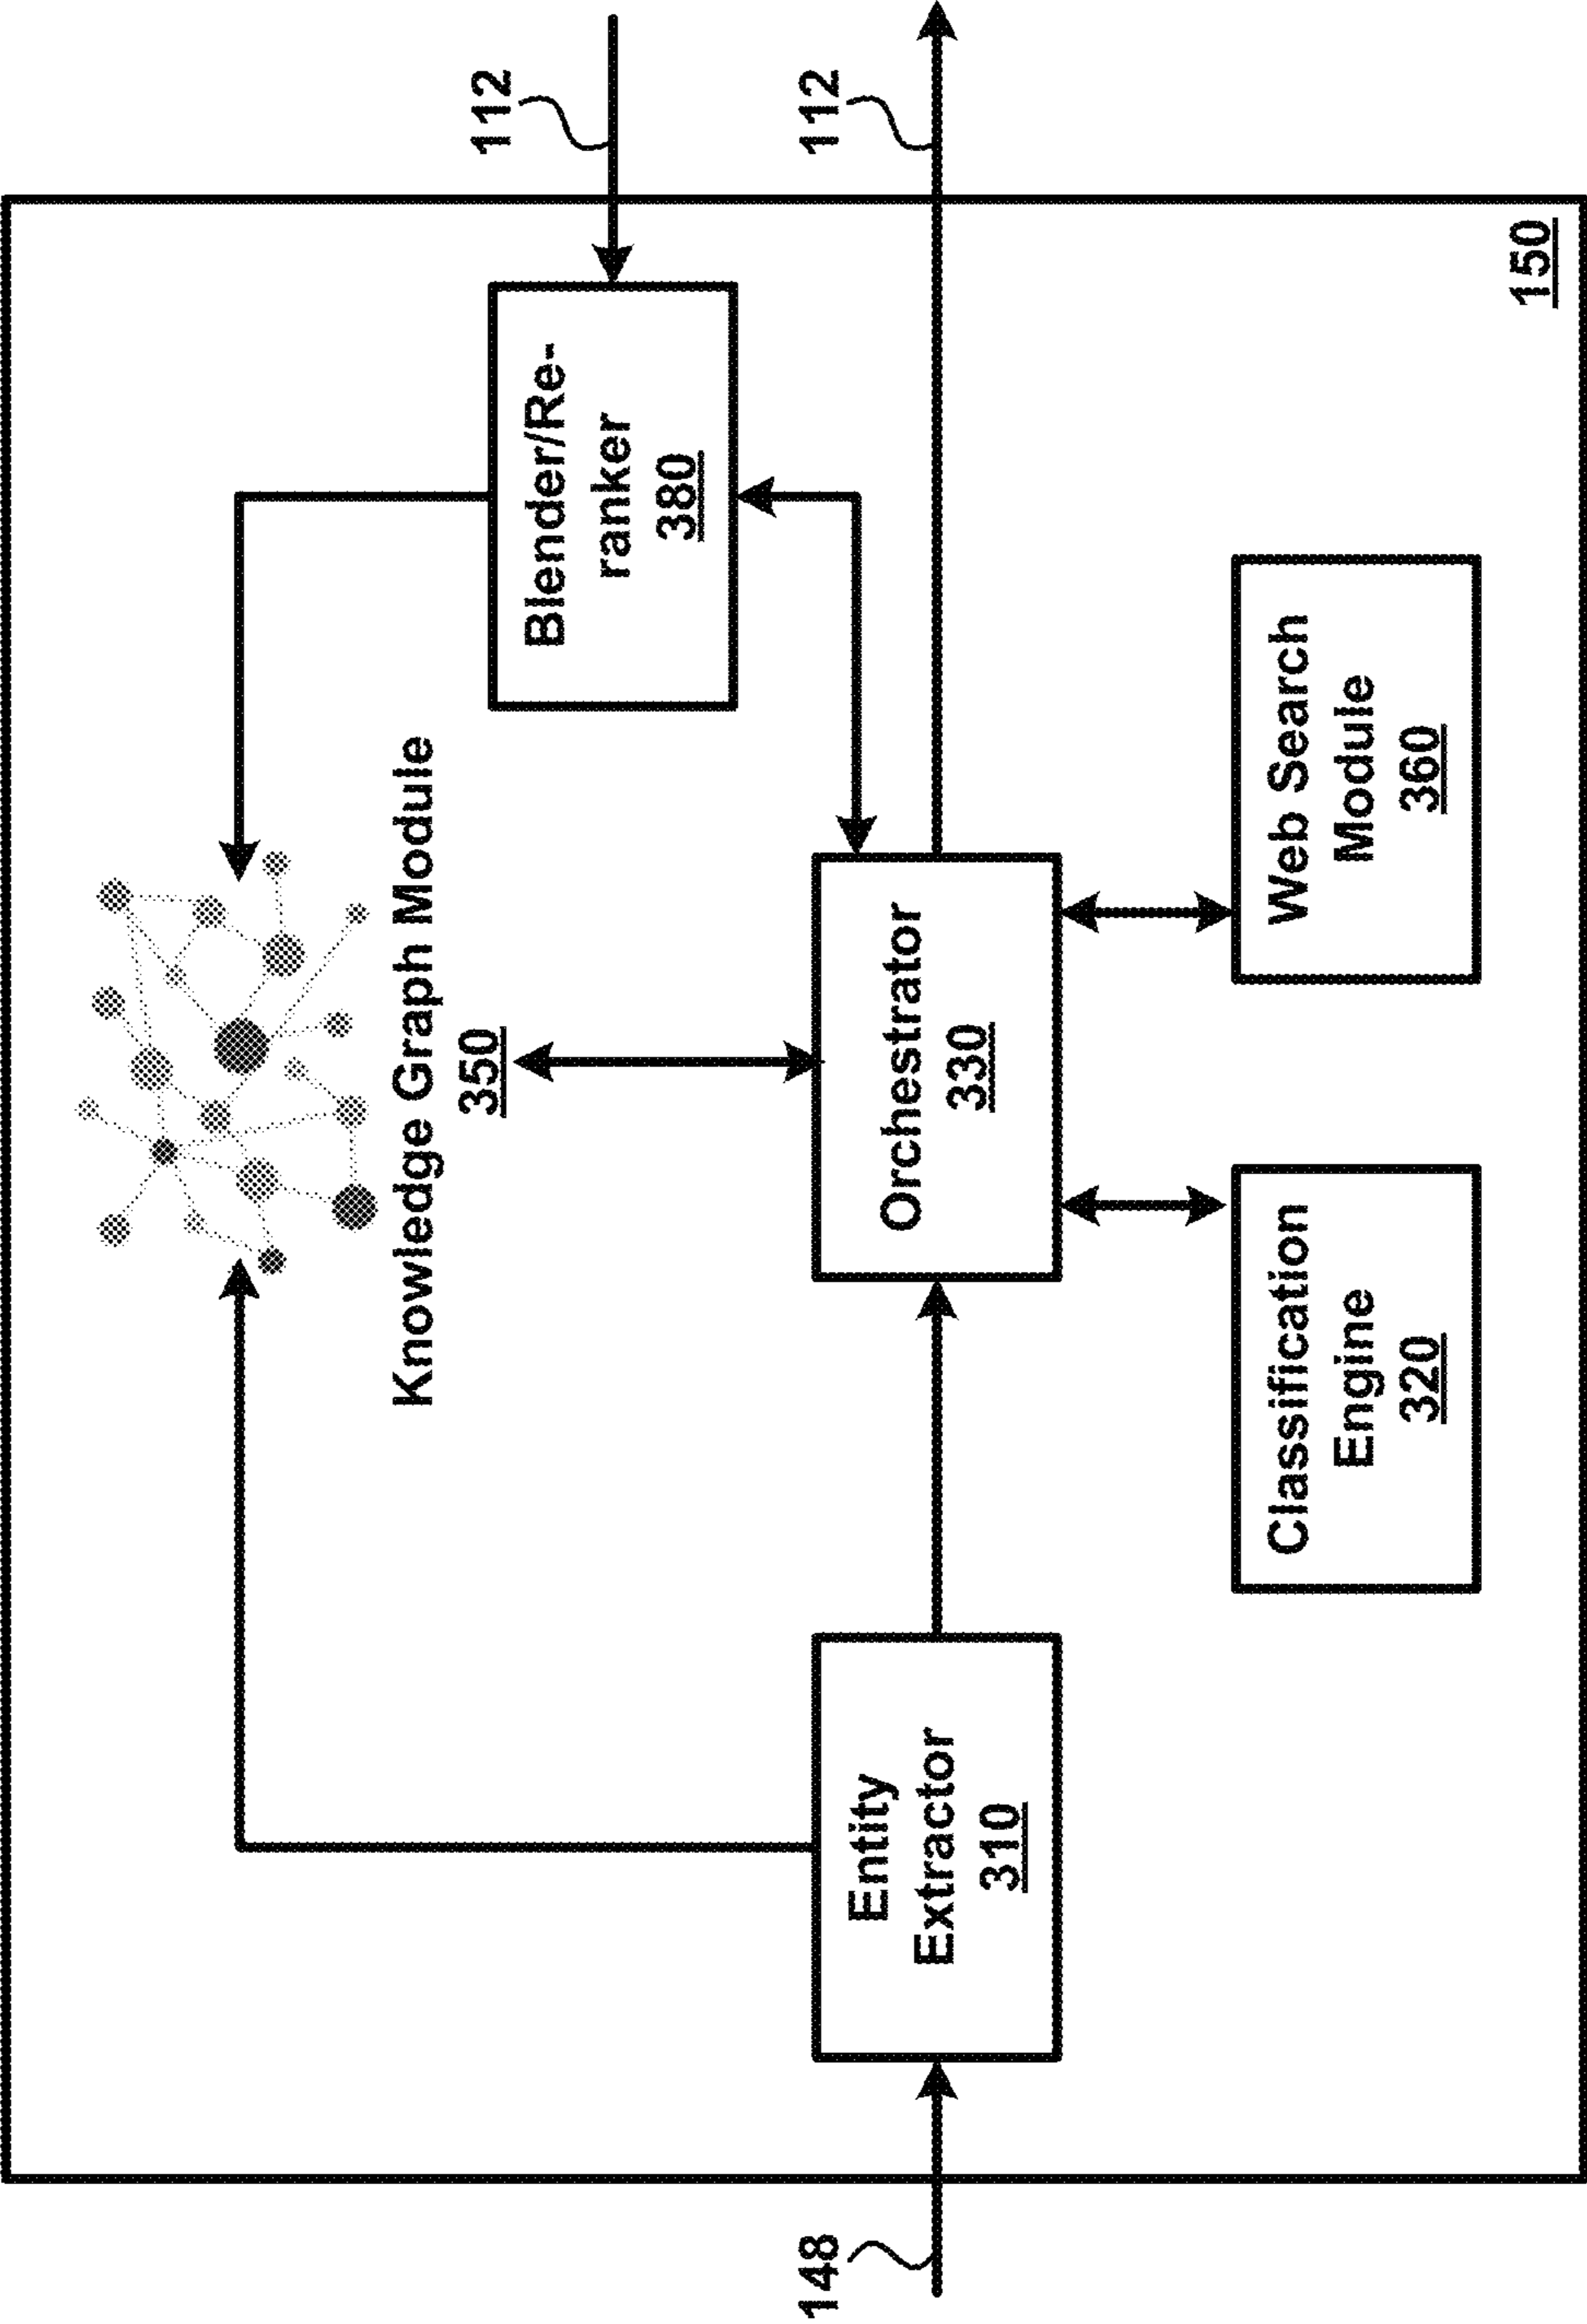 112
112
Blender/Re-
ranker
380
Knowledge Graph Module
350
Orchestrator
330
Entity
Extractor
310
Classification
Engine
320
Web Search
Module
360
148
150